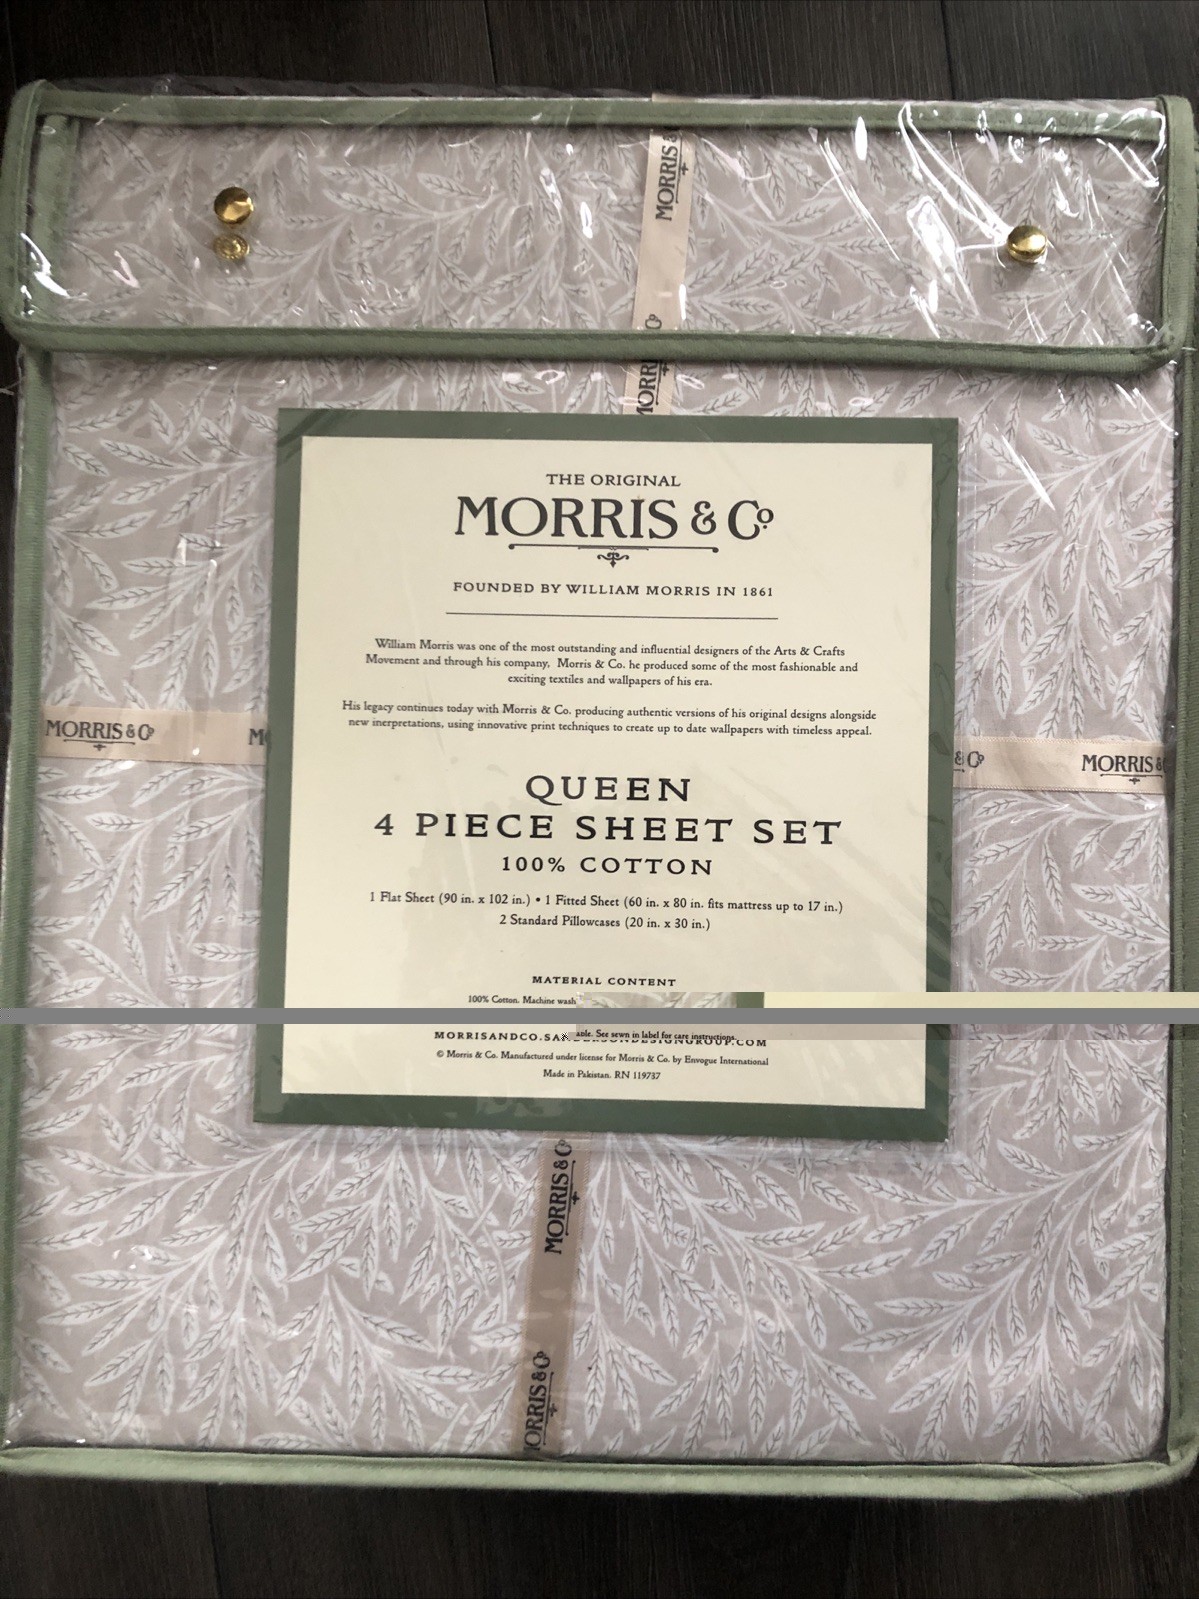 MORRIS &
ORRIS
THE ORIGINAL
MORRIS & Co
FOUNDED BY WILLIAM MORRIS IN 1861
William Morris was one of the most outstanding and influential designers of the Arts & Crafts
Movement and through his company, Morris & Co. he produced some of the most fashionable and
exciting textiles and wallpapers of his era.
His legacy continues today with Morris & Co. producing authentic versions of his original designs alongside
new inerpretations, using innovative print techniques to create up to date wallpapers with timeless appeal.
MORRIS & Co
M
& Co
MORRIS &
QUEEN
4 PIECE SHEET SET
100% COTTON
1 Flat Sheet (90 in. x 102 in.) • 1 Fitted Sheet (60 in. x 80 in. fits mattress up to 17 in.)
2 Standard Pillowcases (20 in. x 30 in.)
MATERIAL CONTENT
100% Cotton. Machine wash
able. See sewn in label for care instructions.
MORRISANDCO.SANDERSONDESIGNGROUP.COM
© Morris & Co. Manufactured under license for Morris & Co. by Envogue International
Made in Pakistan. RN 119737
MORRIS & Co
ORRIS & Co